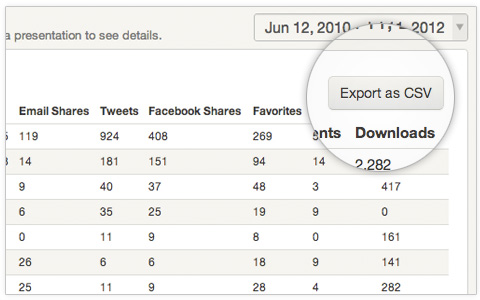 a presentation to see details.
Jun 12, 2010 2012
Export as CSV
Email Shares Tweets Facebook Shares Favorites nts Downloads
119 924 408 269
14 181 151 94 14 2,282
9 40 37 48 3 417
6 35 25 19 9 0
0 11 9 8 0 161
26 6 6 18 9 141
25 11 9 28 4 282